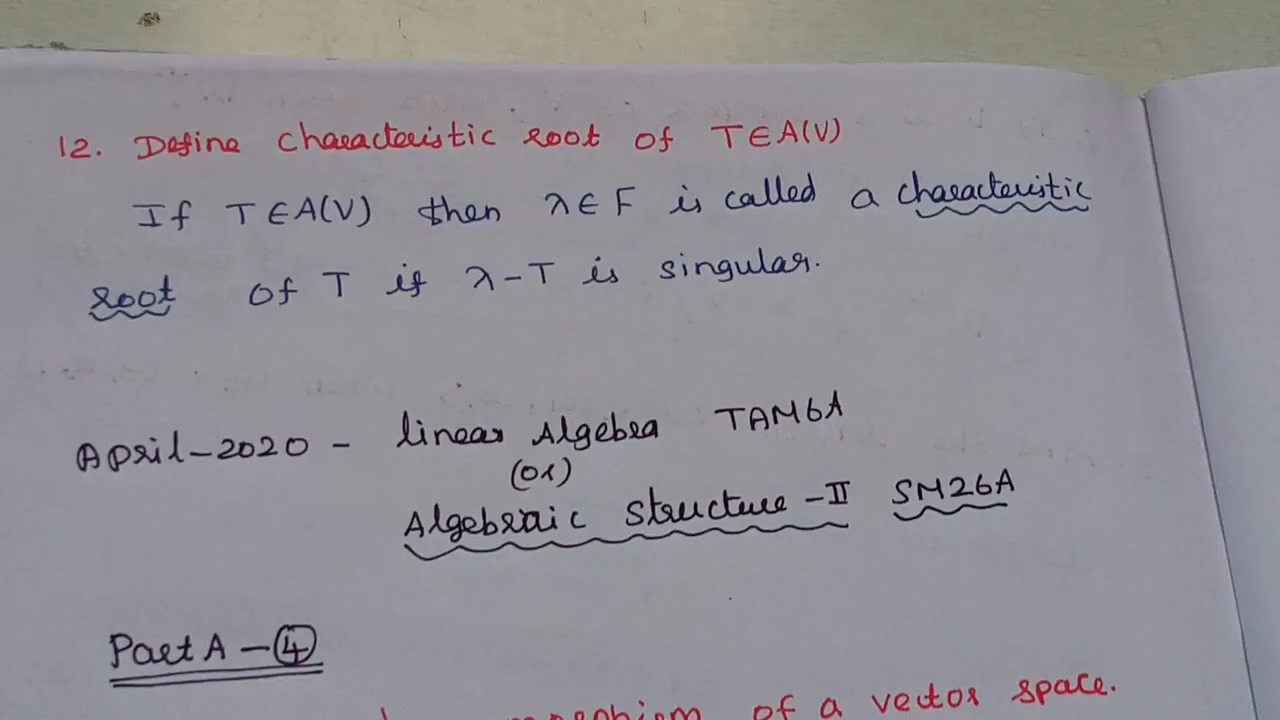 12. Define characteristic root of T∈A(V)
If T∈A(V) then λ∈F is called a characteristic
root of T if λ-T is singular.
April-2020 - linear Algebra TAM6A
(or)
Algebraic structure -II SM26A
Part A - ④
of a vector space.